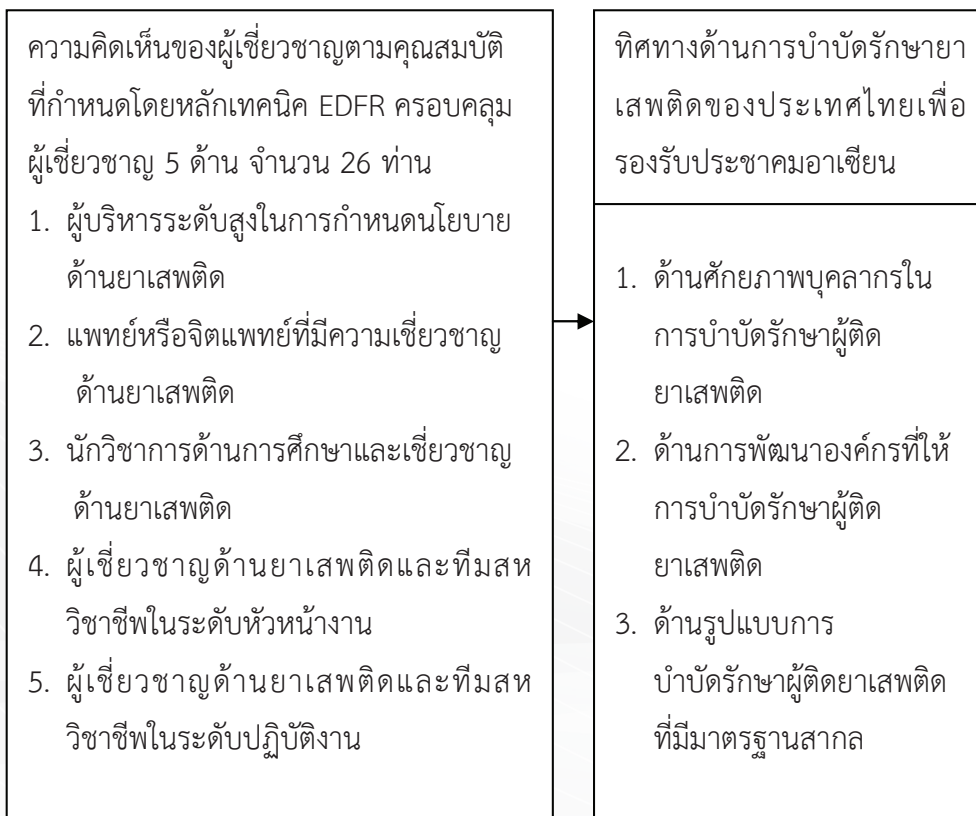 ความคิดเห็นของผู้เชี่ยวชาญตามคุณสมบัติ
ที่กำหนดโดยหลักเทคนิค EDFR ครอบคลุม
ผู้เชี่ยวชาญ 5 ด้าน จำนวน 26 ท่าน
1. ผู้บริหารระดับสูงในการกำหนดนโยบาย
ด้านยาเสพติด
2. แพทย์หรือจิตแพทย์ที่มีความเชี่ยวชาญ
ด้านยาเสพติด
3. นักวิชาการด้านการศึกษาและเชี่ยวชาญ
ด้านยาเสพติด
4. ผู้เชี่ยวชาญด้านยาเสพติดและทีมสห
วิชาชีพในระดับหัวหน้างาน
5. ผู้เชี่ยวชาญด้านยาเสพติดและทีมสห
วิชาชีพในระดับปฏิบัติงาน
ทิศทางด้านการบำบัดรักษายา
เสพติดของประเทศไทยเพื่อ
รองรับประชาคมอาเซียน
1. ด้านศักยภาพบุคลากรใน
การบำบัดรักษาผู้ติด
ยาเสพติด
2. ด้านการพัฒนาองค์กรที่ให้
การบำบัดรักษาผู้ติด
ยาเสพติด
3. ด้านรูปแบบการ
บำบัดรักษาผู้ติดยาเสพติด
ที่มีมาตรฐานสากล